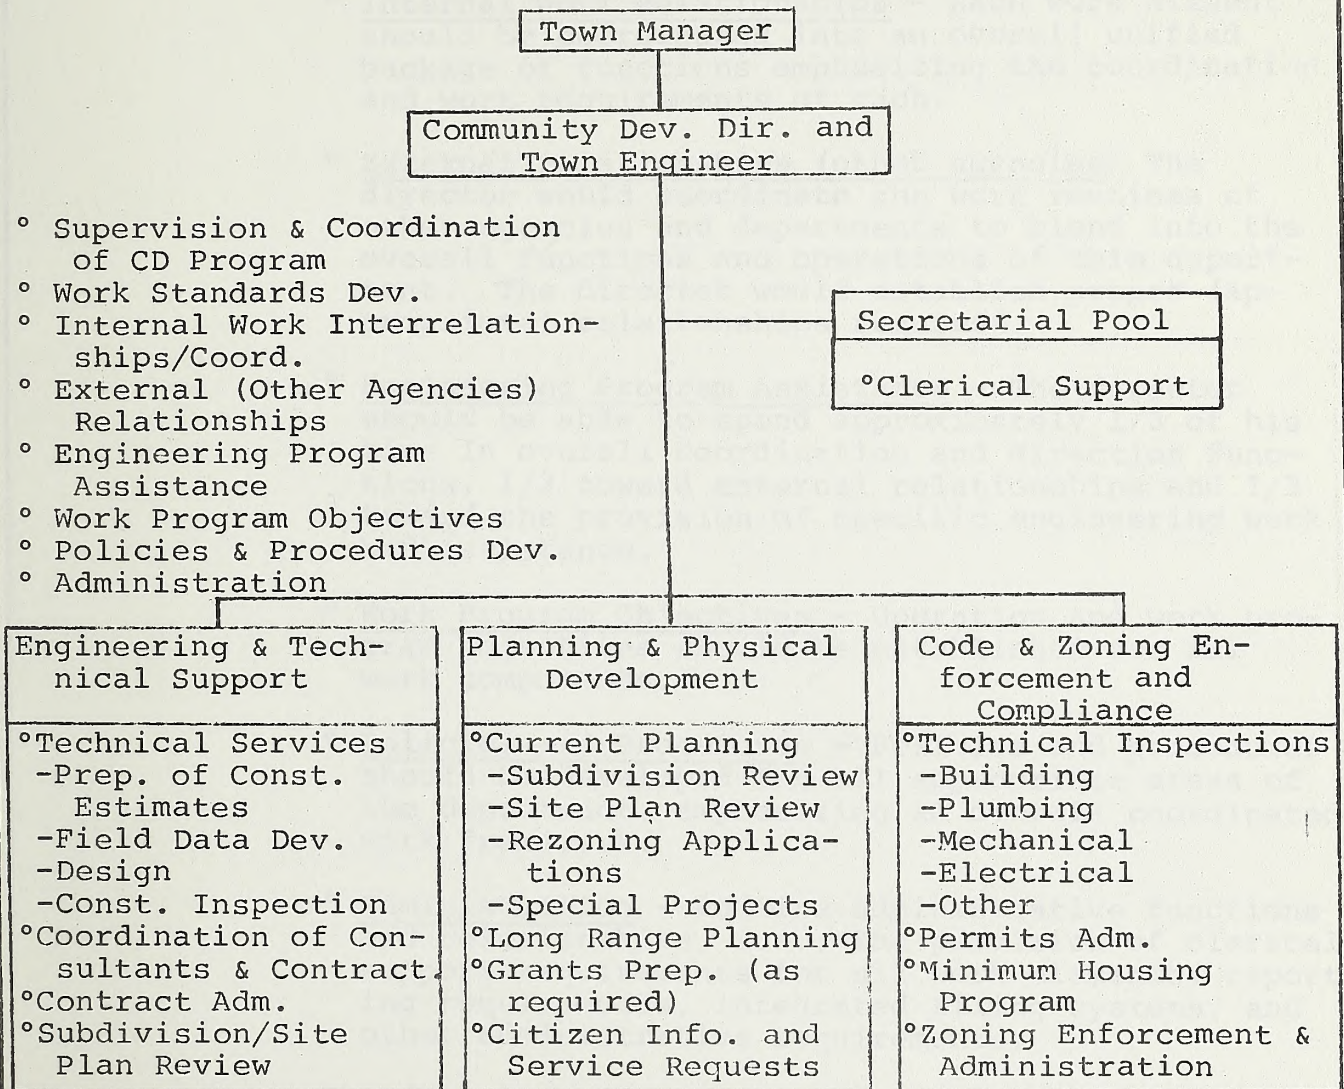 Town Manager
Community Dev. Dir. and
Town Engineer
° Supervision & Coordination
of CD Program
° Work Standards Dev.
° Internal Work Interrelation-
ships/Coord.
° External (Other Agencies)
Relationships
° Engineering Program
Assistance
° Work Program Objectives
° Policies & Procedures Dev.
° Administration
Secretarial Pool
°Clerical Support
Engineering & Tech-
nical Support
°Technical Services
-Prep. of Const.
Estimates
-Field Data Dev.
-Design
-Const. Inspection
°Coordination of Con-
sultants & Contract.
°Contract Adm.
°Subdivision/Site
Plan Review
Planning & Physical
Development
°Current Planning
-Subdivision Review
-Site Plan Review
-Rezoning Applica-
tions
-Special Projects
°Long Range Planning
°Grants Prep. (as
required)
°Citizen Info. and
Service Requests
Code & Zoning En-
forcement and
Compliance
°Technical Inspections
-Building
-Plumbing
-Mechanical
-Electrical
-Other
°Permits Adm.
°Minimum Housing
Program
°Zoning Enforcement &
Administration